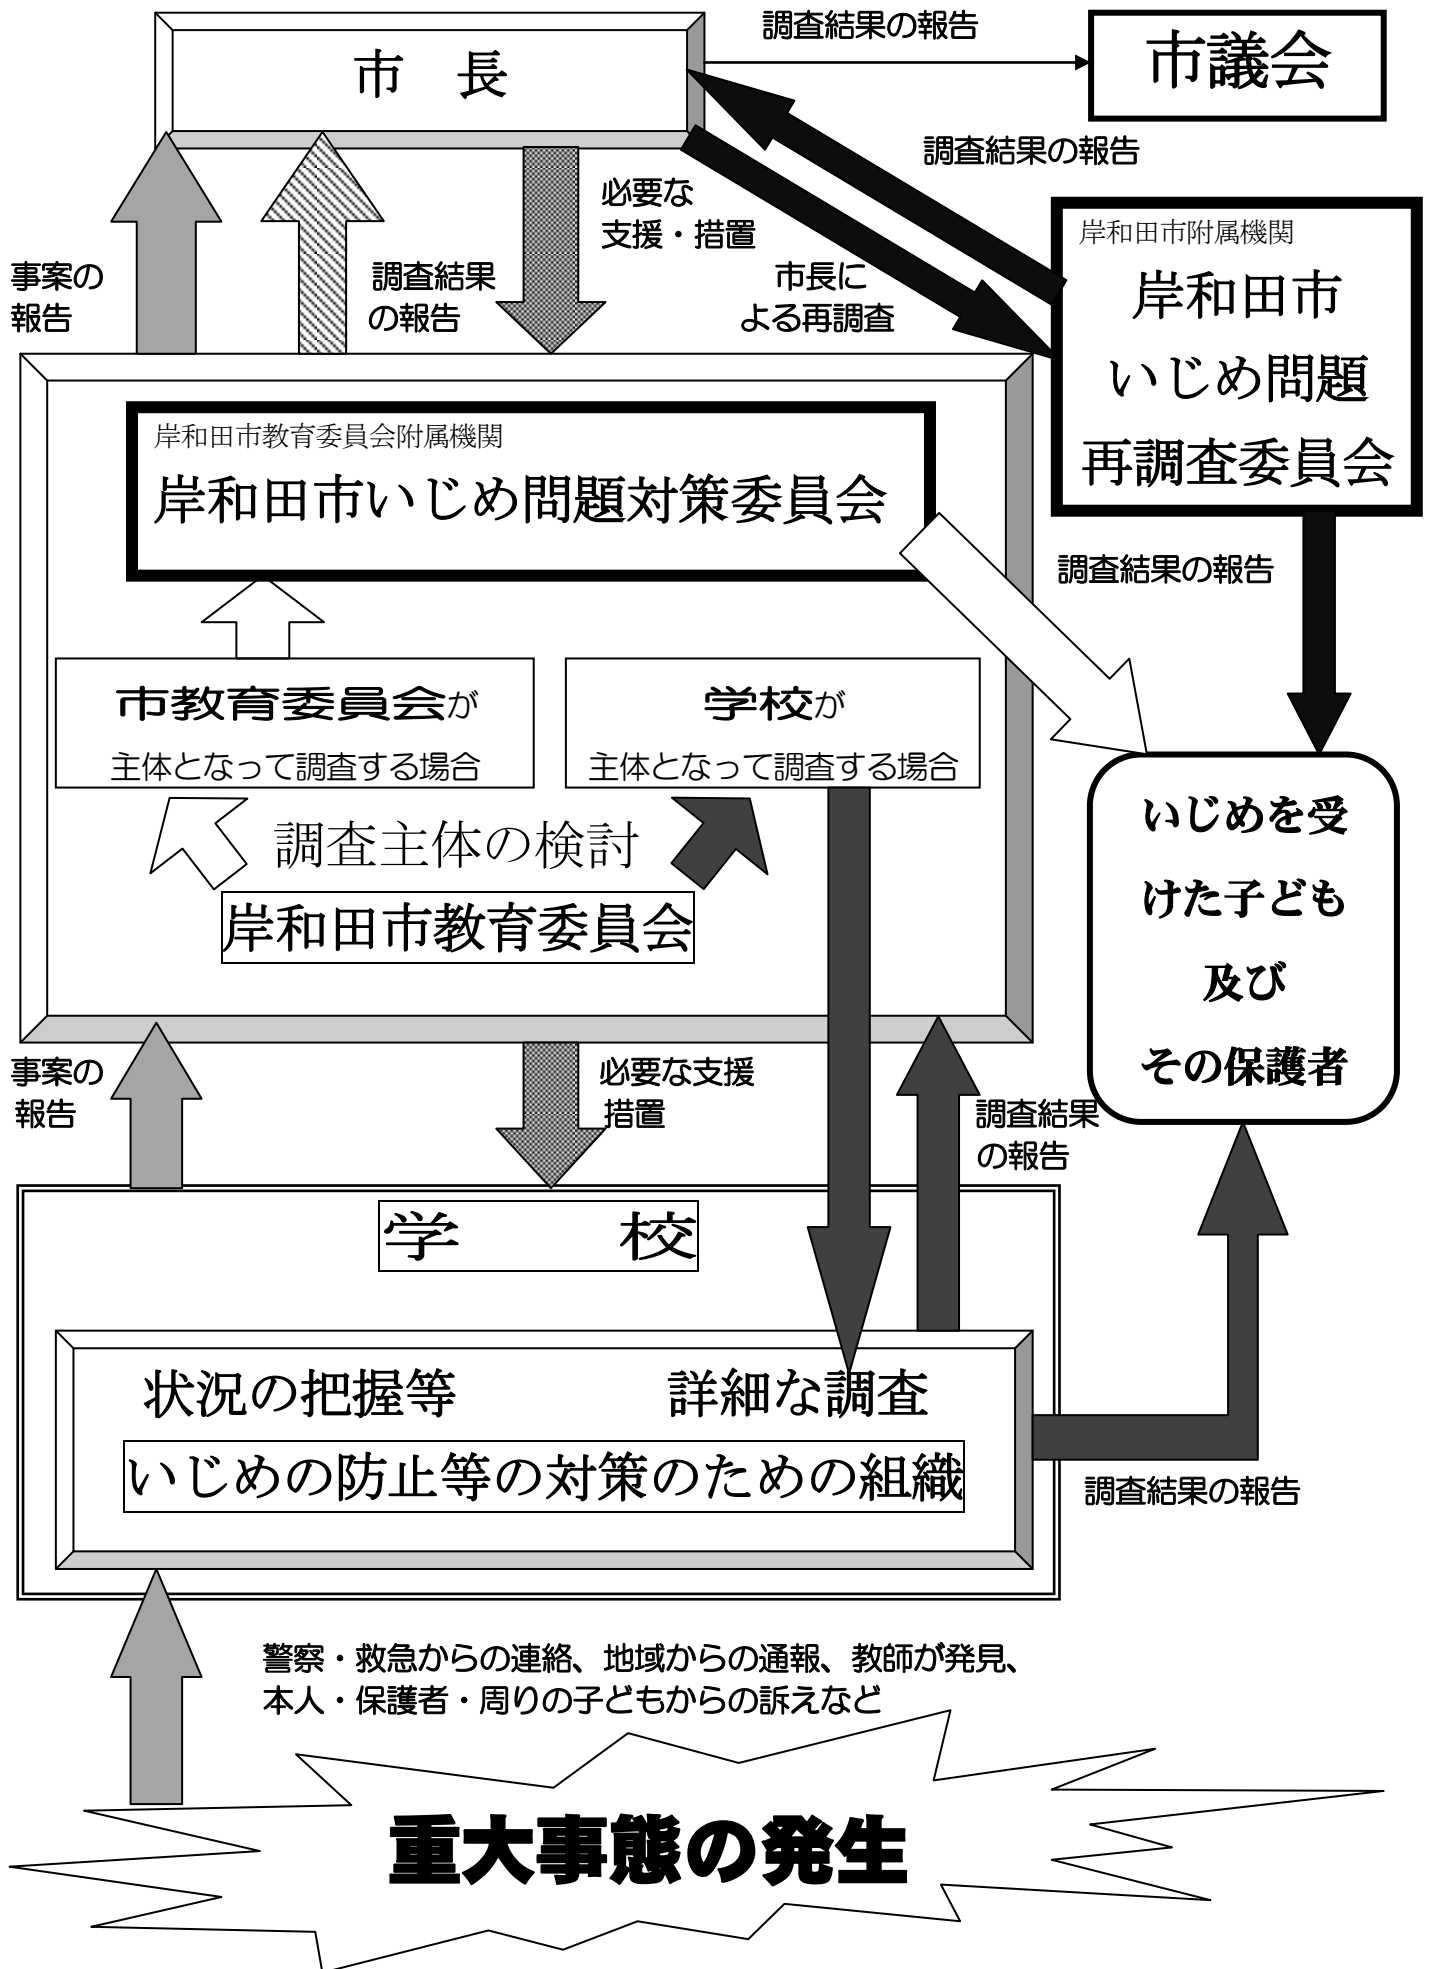 調査結果の報告
市　長
市議会
調査結果の報告
必要な
支援・措置
事案の
報告
調査結果
の報告
市長に
よる再調査
岸和田市附属機関
岸和田市
いじめ問題
再調査委員会
岸和田市教育委員会附属機関
岸和田市いじめ問題対策委員会
調査結果の報告
市教育委員会が
主体となって調査する場合
学校が
主体となって調査する場合
調査主体の検討
岸和田市教育委員会
いじめを受
けた子ども
及び
その保護者
事案の
報告
必要な支援
措置
調査結果
の報告
学　　校
状況の把握等　　　　詳細な調査
いじめの防止等の対策のための組織
調査結果の報告
警察・救急からの連絡、地域からの通報、教師が発見、
本人・保護者・周りの子どもからの訴えなど
重大事態の発生